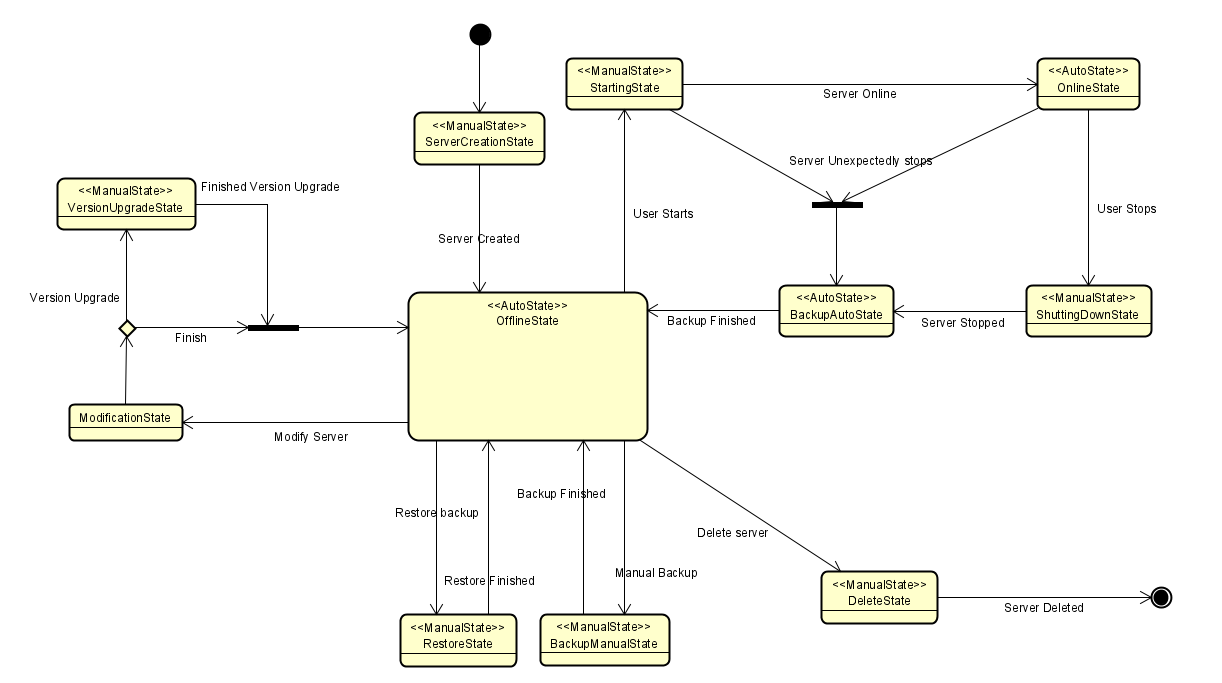 <<ManualState>>
StartingState
<<AutoState>>
OnlineState
Server Online
<<ManualState>>
ServerCreationState
Server Unexpectedly stops
<<ManualState>>
VersionUpgradeState
Finished Version Upgrade
User Starts
User Stops
Server Created
Version Upgrade
<<AutoState>>
OfflineState
<<AutoState>>
BackupAutoState
<<ManualState>>
ShuttingDownState
Backup Finished
Server Stopped
Finish
ModificationState
Modify Server
Backup Finished
Restore backup
Delete server
Manual Backup
Restore Finished
<<ManualState>>
DeleteState
Server Deleted
<<ManualState>>
RestoreState
<<ManualState>>
BackupManualState